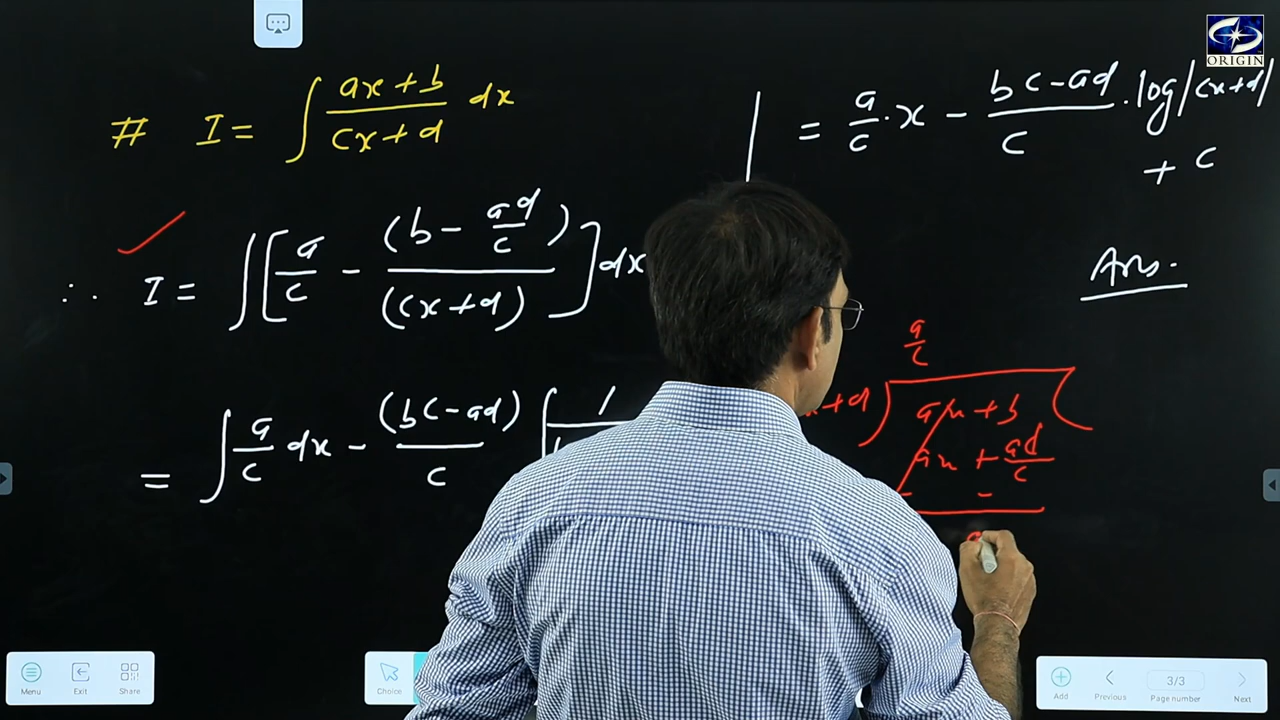 # I = ∫ (ax + b)/(cx + d) dx
∴ I = ∫ [a/c - (b - ad/c)/(cx + d)] dx
= ∫ a/c dx - (bc - ad)/c ∫ 1
= a/c · x - (bc - ad)/c · log|cx + d|
+ c
Ans.
a/c
x + d) ax + b (
ax + ad/c
- -
ORIGIN
Menu Exit Share
Choice
Add Previous 3/3 Page number Next